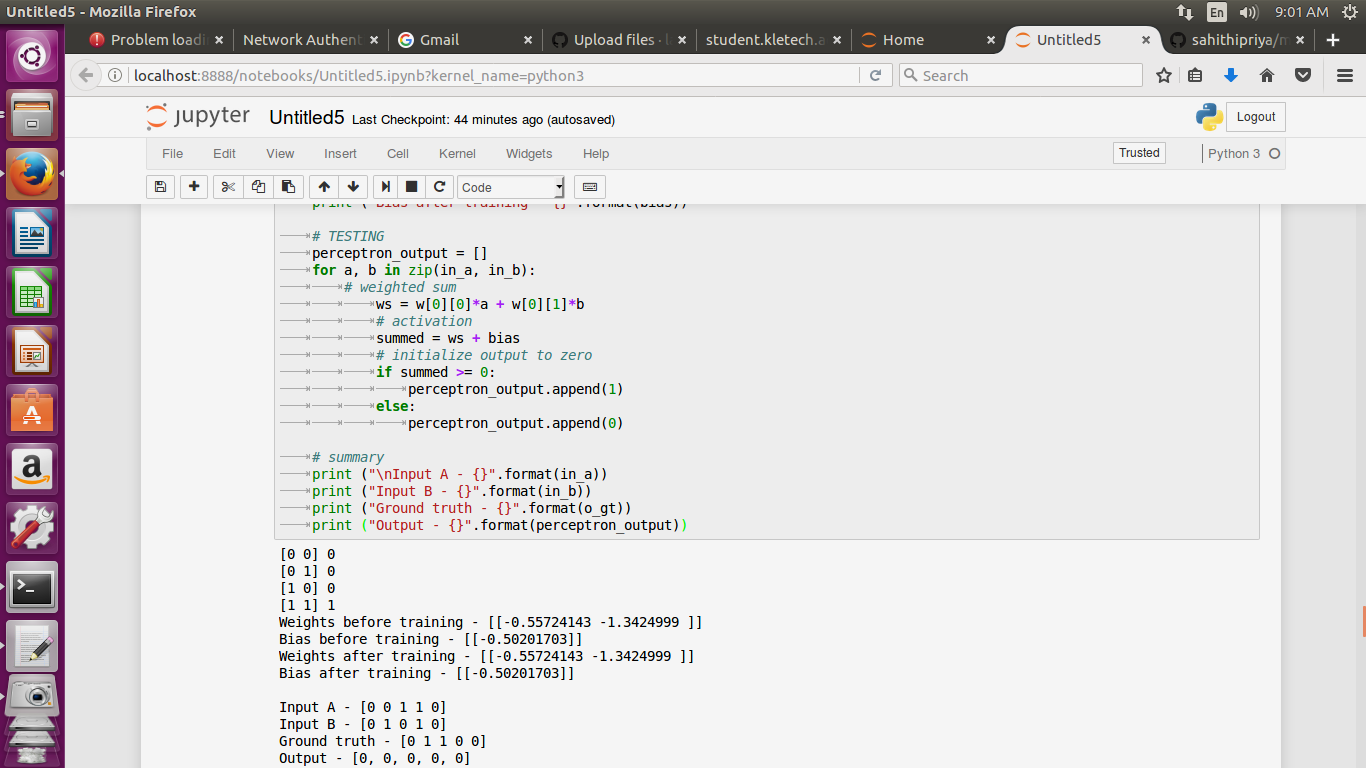 Untitled5 - Mozilla Firefox
En 9:01 AM
Problem loadi
Network Authent
Gmail
Upload files · l
student.kletech.a
Home
Untitled5
sahithipriya/m
localhost:8888/notebooks/Untitled5.ipynb?kernel_name=python3
Search
jupyter Untitled5 Last Checkpoint: 44 minutes ago (autosaved)
Logout
File Edit View Insert Cell Kernel Widgets Help
Trusted
Python 3
Code
print ("Bias after training - {}".format(bias))
# TESTING
perceptron_output = []
for a, b in zip(in_a, in_b):
# weighted sum
ws = w[0][0]*a + w[0][1]*b
# activation
summed = ws + bias
# initialize output to zero
if summed >= 0:
perceptron_output.append(1)
else:
perceptron_output.append(0)
# summary
print ("\nInput A - {}".format(in_a))
print ("Input B - {}".format(in_b))
print ("Ground truth - {}".format(o_gt))
print ("Output - {}".format(perceptron_output))
[0 0] 0
[0 1] 0
[1 0] 0
[1 1] 1
Weights before training - [[-0.55724143 -1.3424999 ]]
Bias before training - [[-0.50201703]]
Weights after training - [[-0.55724143 -1.3424999 ]]
Bias after training - [[-0.50201703]]
Input A - [0 0 1 1 0]
Input B - [0 1 0 1 0]
Ground truth - [0 1 1 0 0]
Output - [0, 0, 0, 0, 0]